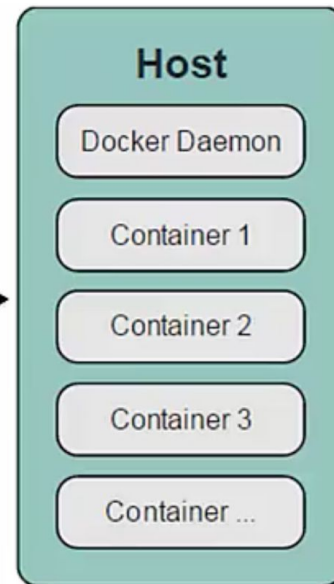 Host
Docker Daemon
Container 1
Container 2
Container 3
Container ...